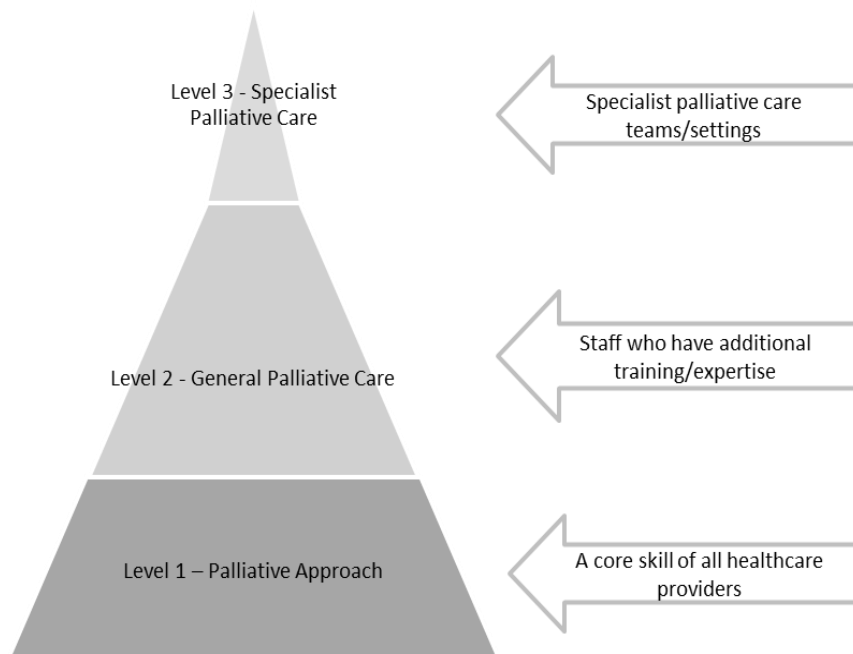 Level 3 - Specialist
Palliative Care
Specialist palliative care
teams/settings
Level 2 - General Palliative Care
Staff who have additional
training/expertise
Level 1 – Palliative Approach
A core skill of all healthcare
providers